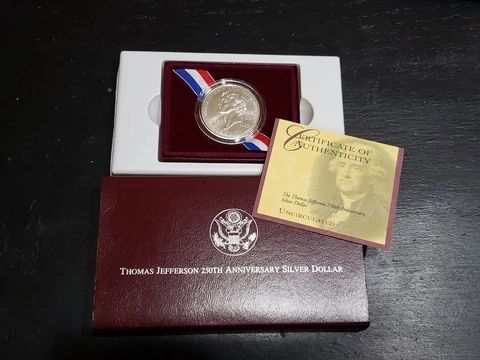 CERTIFICATE OF
AUTHENTICITY
The Thomas Jefferson 250th Anniversary
Silver Dollar
UNCIRCULATED
THOMAS JEFFERSON 250TH ANNIVERSARY SILVER DOLLAR